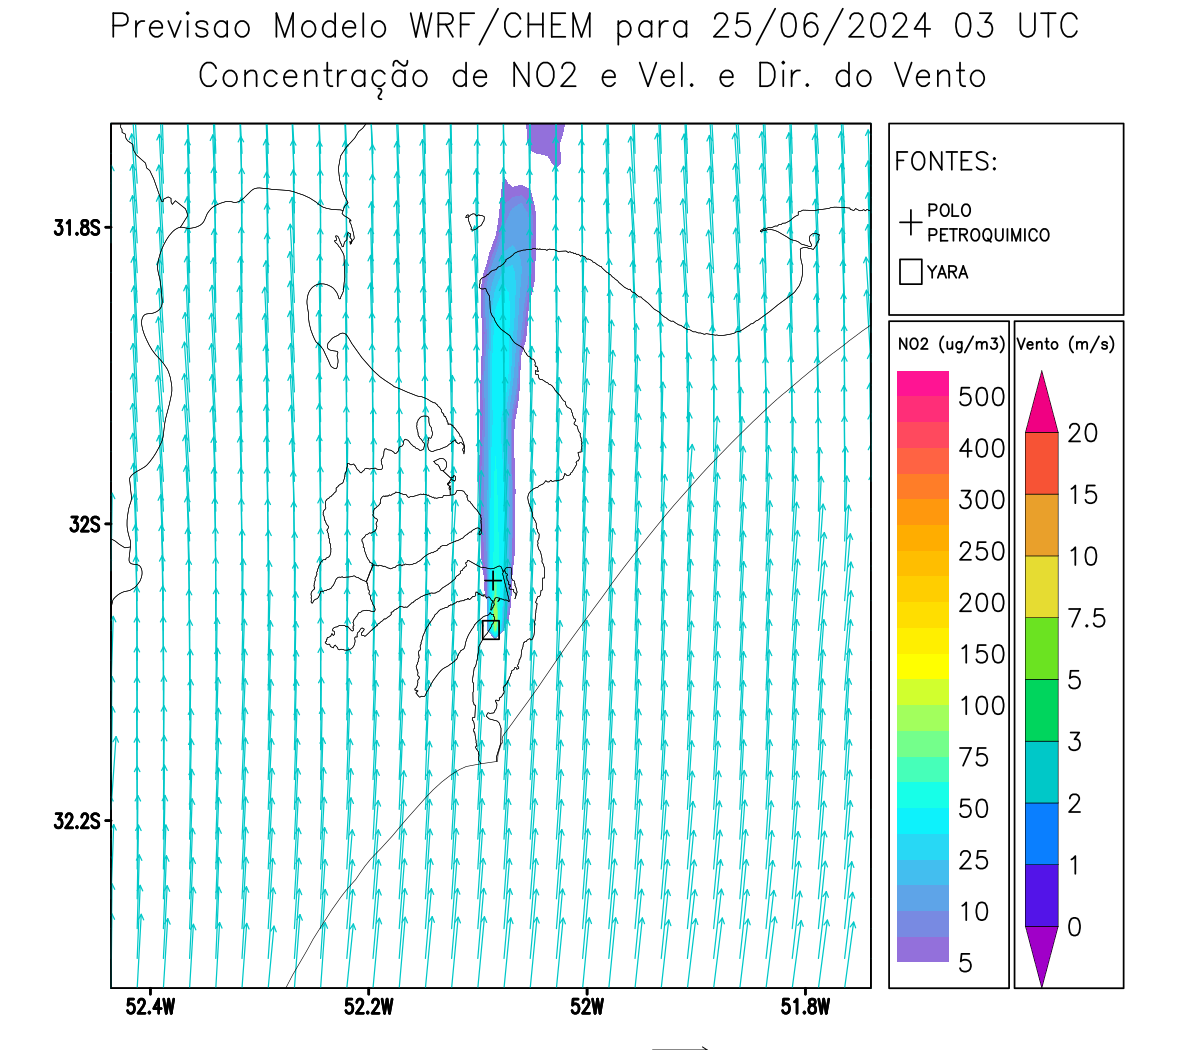 Previsao Modelo WRF/CHEM para 25/06/2024 03 UTC
Concentração de NO2 e Vel. e Dir. do Vento
FONTES:
POLO
PETROQUIMICO
YARA
NO2 (ug/m3)
500
400
300
250
200
150
100
75
50
25
10
5
Vento (m/s)
20
15
10
7.5
5
3
2
1
0
31.8S
32S
32.2S
52.4W
52.2W
52W
51.8W